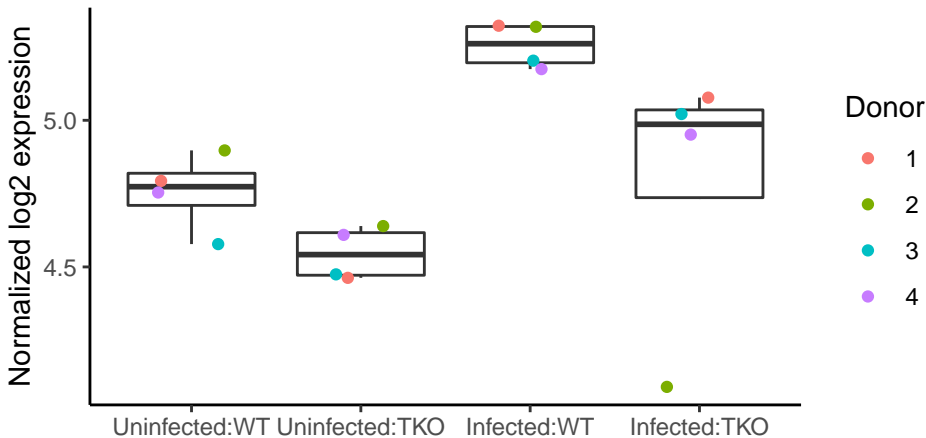 Normalized log2 expression
5.0
4.5
Uninfected:WT
Uninfected:TKO
Infected:WT
Infected:TKO
Donor
1
2
3
4